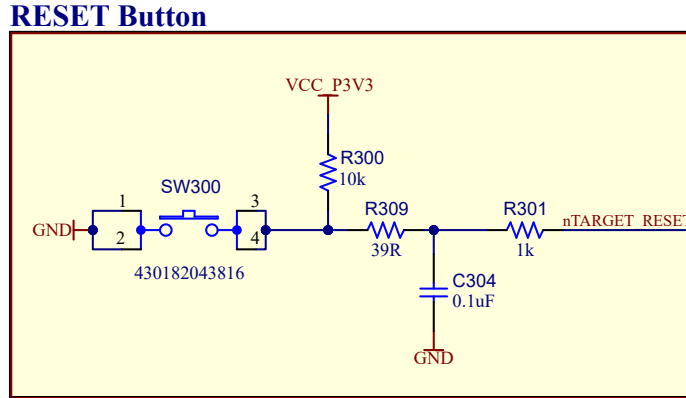 RESET Button
VCC_P3V3
R300
10k
SW300
1
3
GND
2
4
430182043816
R309
39R
R301
1k
nTARGET_RESET
C304
0.1uF
GND